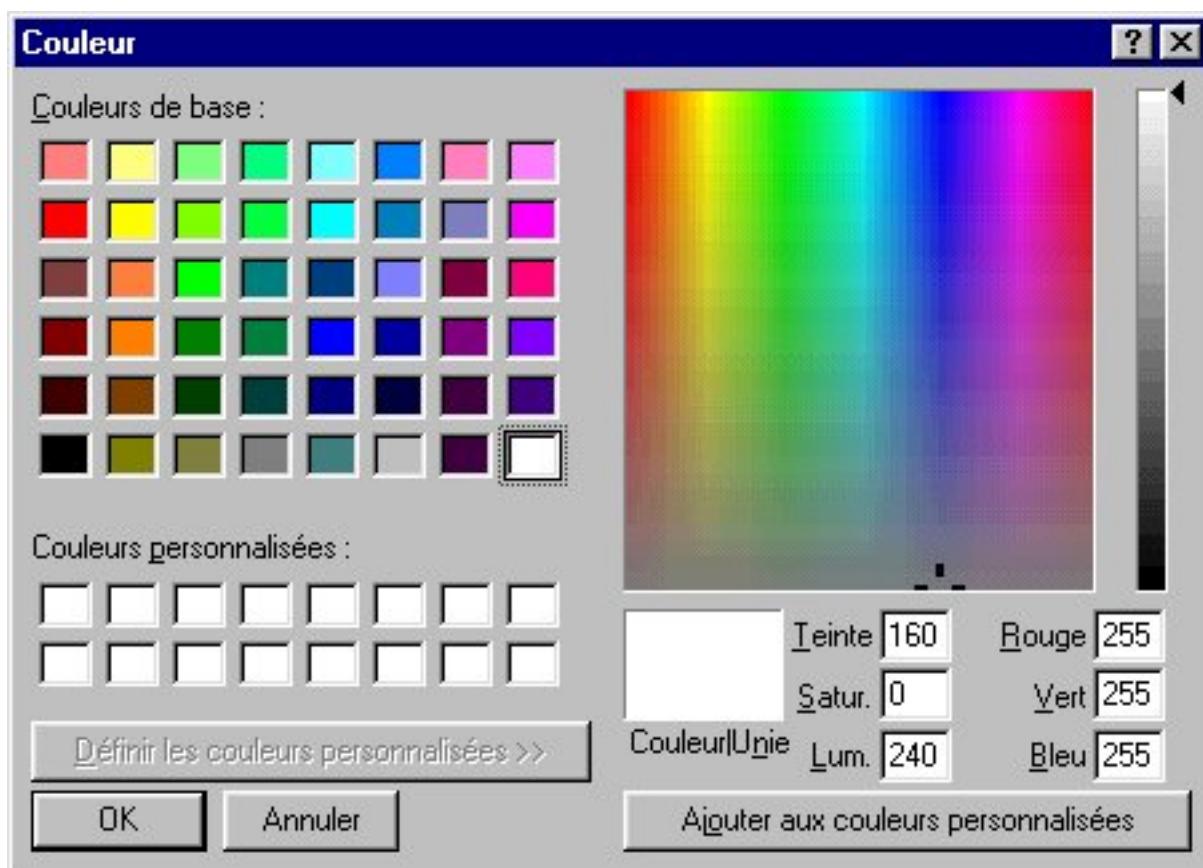 Couleur
Couleurs de base :
Couleurs personnalisées :
Définir les couleurs personnalisées >>
OK
Annuler
Couleur|Unie
Teinte 160
Satur. 0
Lum. 240
Rouge 255
Vert 255
Bleu 255
Ajouter aux couleurs personnalisées